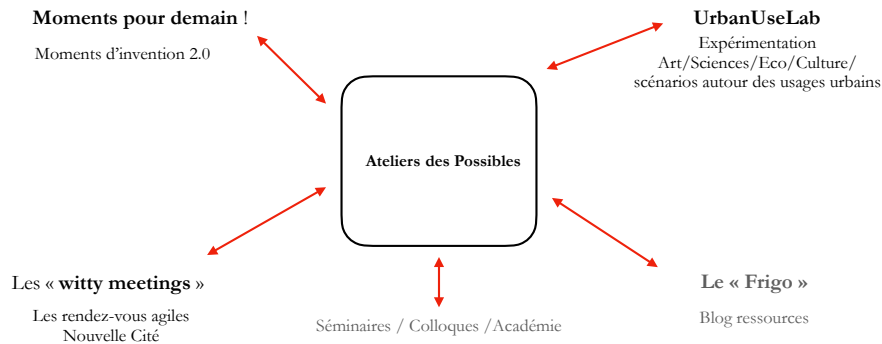 Moments pour demain !
Moments d’invention 2.0
UrbanUseLab
Expérimentation
Art/Sciences/Eco/Culture/
scénarios autour des usages urbains
Ateliers des Possibles
Les « witty meetings »
Les rendez-vous agiles
Nouvelle Cité
Séminaires / Colloques /Académie
Le « Frigo »
Blog ressources